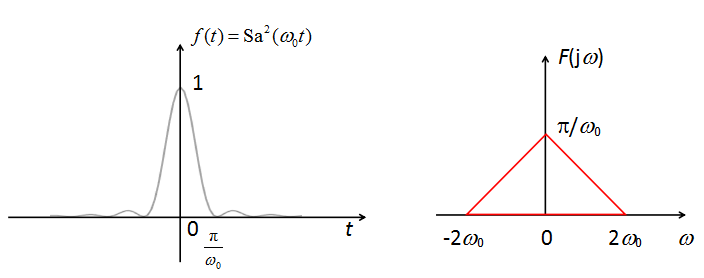 f(t) = Sa²(ω₀t)
1
0
π/ω₀
t
F(jω)
π/ω₀
-2ω₀
0
2ω₀
ω